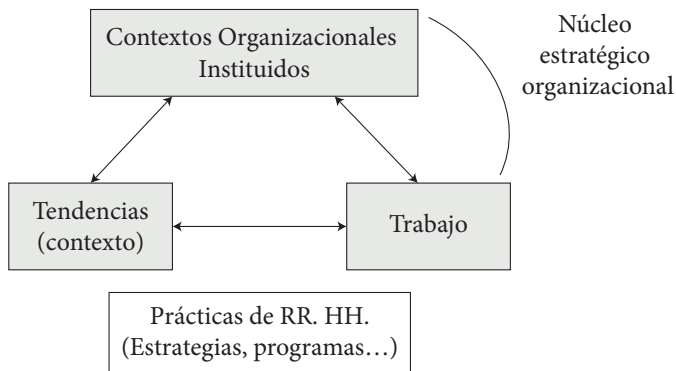 Contextos Organizacionales
Instituidos
Núcleo
estratégico
organizacional
Tendencias
(contexto)
Trabajo
Prácticas de RR. HH.
(Estrategias, programas…)